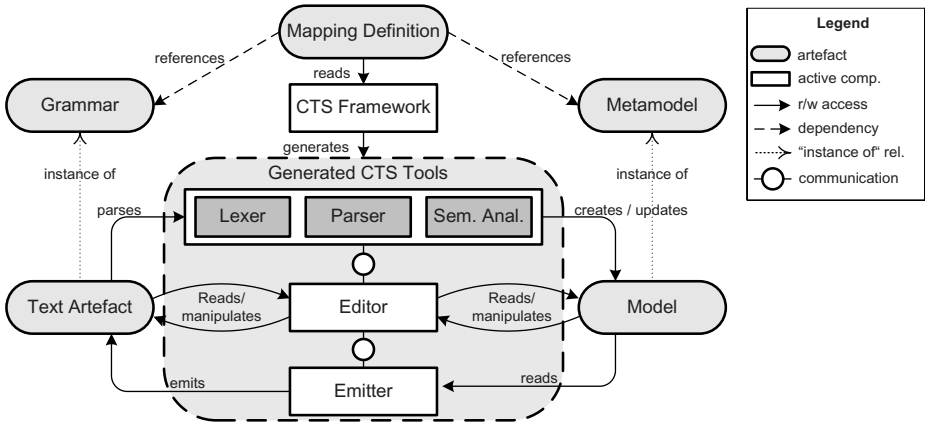 Mapping Definition
references
references
reads
Grammar
CTS Framework
Metamodel
generates
instance of
Generated CTS Tools
instance of
parses
Lexer
Parser
Sem. Anal.
creates / updates
Text Artefact
Reads/
manipulates
Editor
Reads/
manipulates
Model
emits
Emitter
reads
Legend
artefact
active comp.
r/w access
dependency
“instance of“ rel.
communication